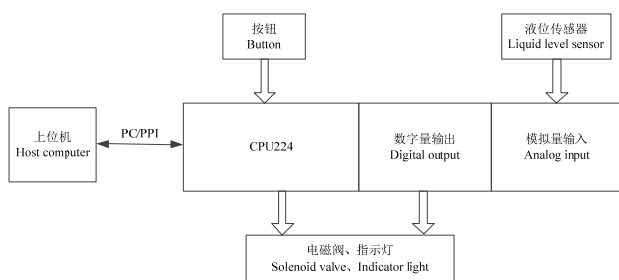 按钮
Button
液位传感器
Liquid level sensor
上位机
Host computer
PC/PPI
CPU224
数字量输出
Digital output
模拟量输入
Analog input
电磁阀、指示灯
Solenoid valve、Indicator light